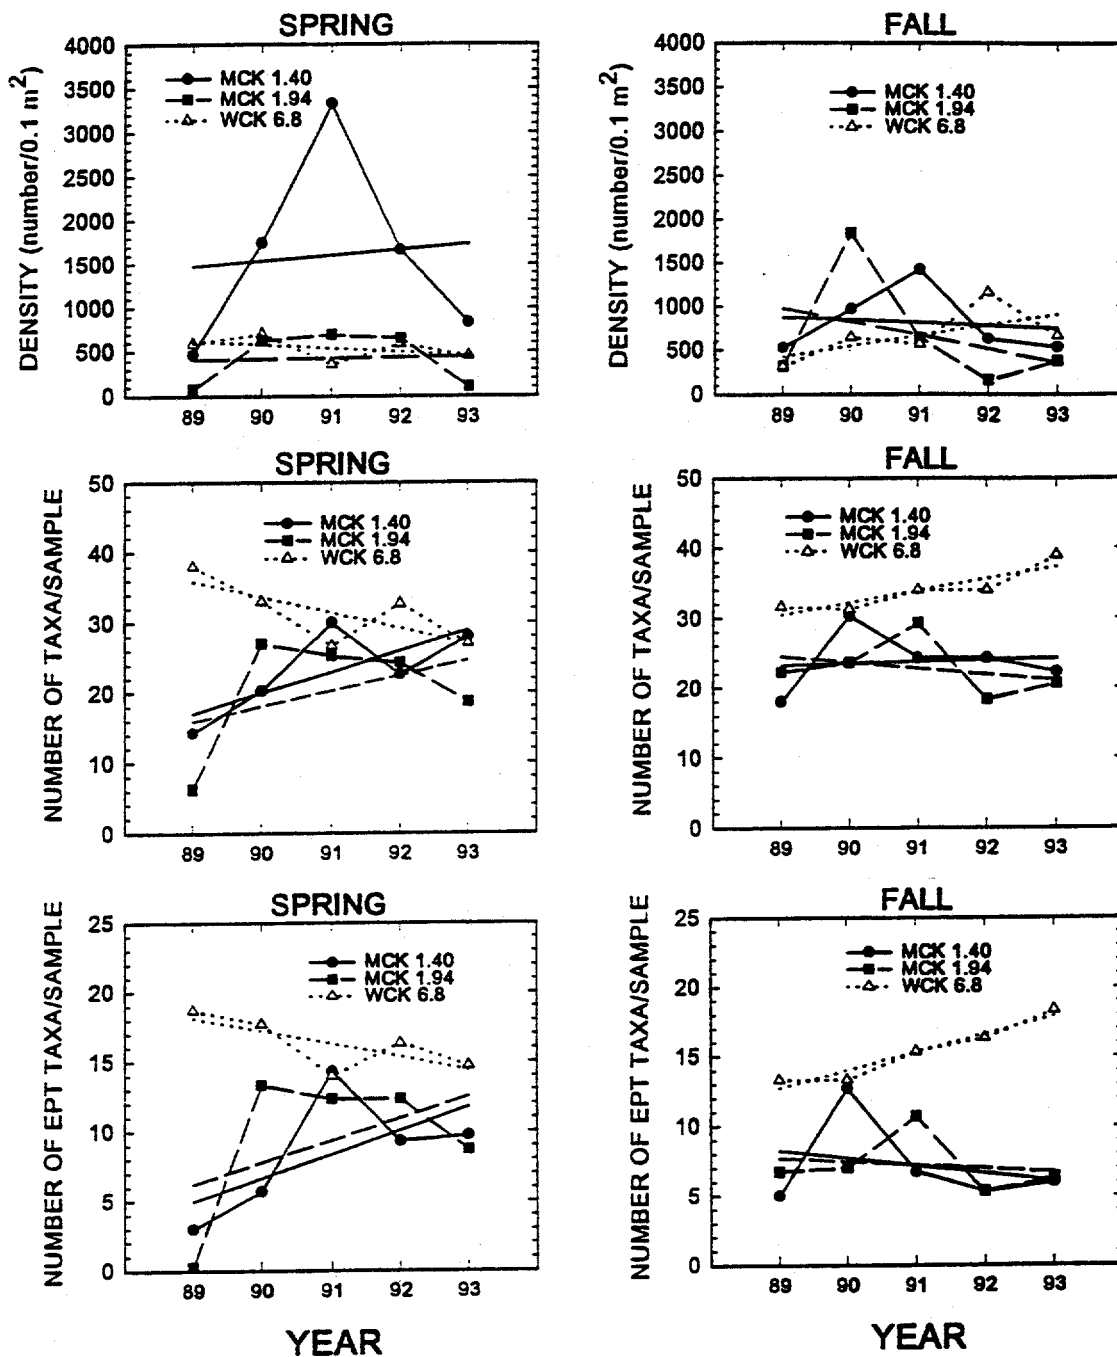 SPRING
4000
3500
3000
2500
2000
1500
1000
500
0
DENSITY (number/0.1 m²)
MCK 1.40
MCK 1.94
WCK 6.8
89 90 91 92 93
FALL
4000
3500
3000
2500
2000
1500
1000
500
0
DENSITY (number/0.1 m²)
MCK 1.40
MCK 1.94
WCK 6.8
89 90 91 92 93
SPRING
50
40
30
20
10
0
NUMBER OF TAXA/SAMPLE
MCK 1.40
MCK 1.94
WCK 6.8
89 90 91 92 93
FALL
50
40
30
20
10
0
NUMBER OF TAXA/SAMPLE
MCK 1.40
MCK 1.94
WCK 6.8
89 90 91 92 93
SPRING
25
20
15
10
5
0
NUMBER OF EPT TAXA/SAMPLE
MCK 1.40
MCK 1.94
WCK 6.8
89 90 91 92 93
YEAR
FALL
25
20
15
10
5
0
NUMBER OF EPT TAXA/SAMPLE
MCK 1.40
MCK 1.94
WCK 6.8
89 90 91 92 93
YEAR